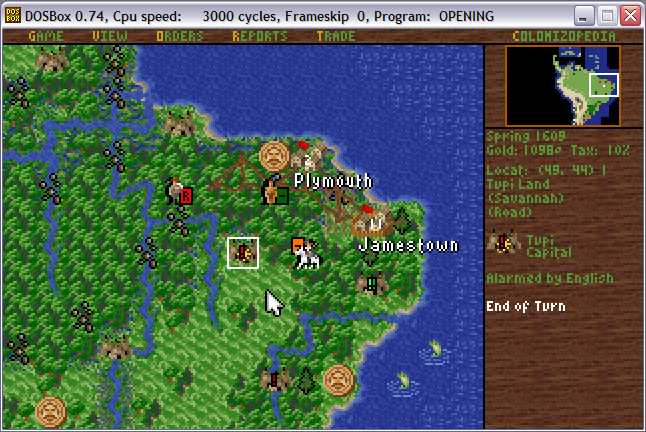 DOSBox 0.74, Cpu speed: 3000 cycles, Frameskip 0, Program: OPENING
GAME VIEW ORDERS REPORTS TRADE COLONIZOPEDIA
Spring 1609
Gold: 1098 Tax: 10%
Locat: (49, 44) 1
Tupi Land
(Savannah)
(Road)
Tupi
Capital
Alarmed by English
End of Turn
Plymouth
Jamestown